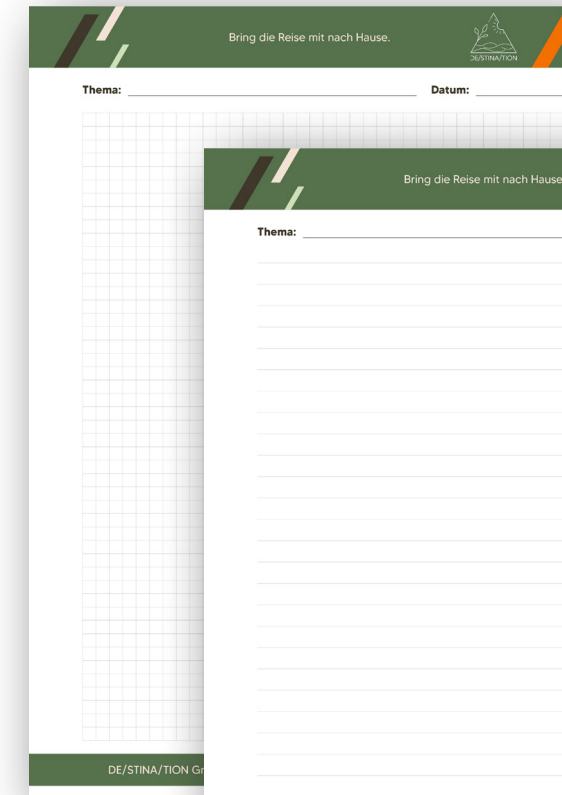 Bring die Reise mit nach Hause.
DE/STINA/TION
Thema: Datum:
Bring die Reise mit nach Hause
Thema:
DE/STINA/TION